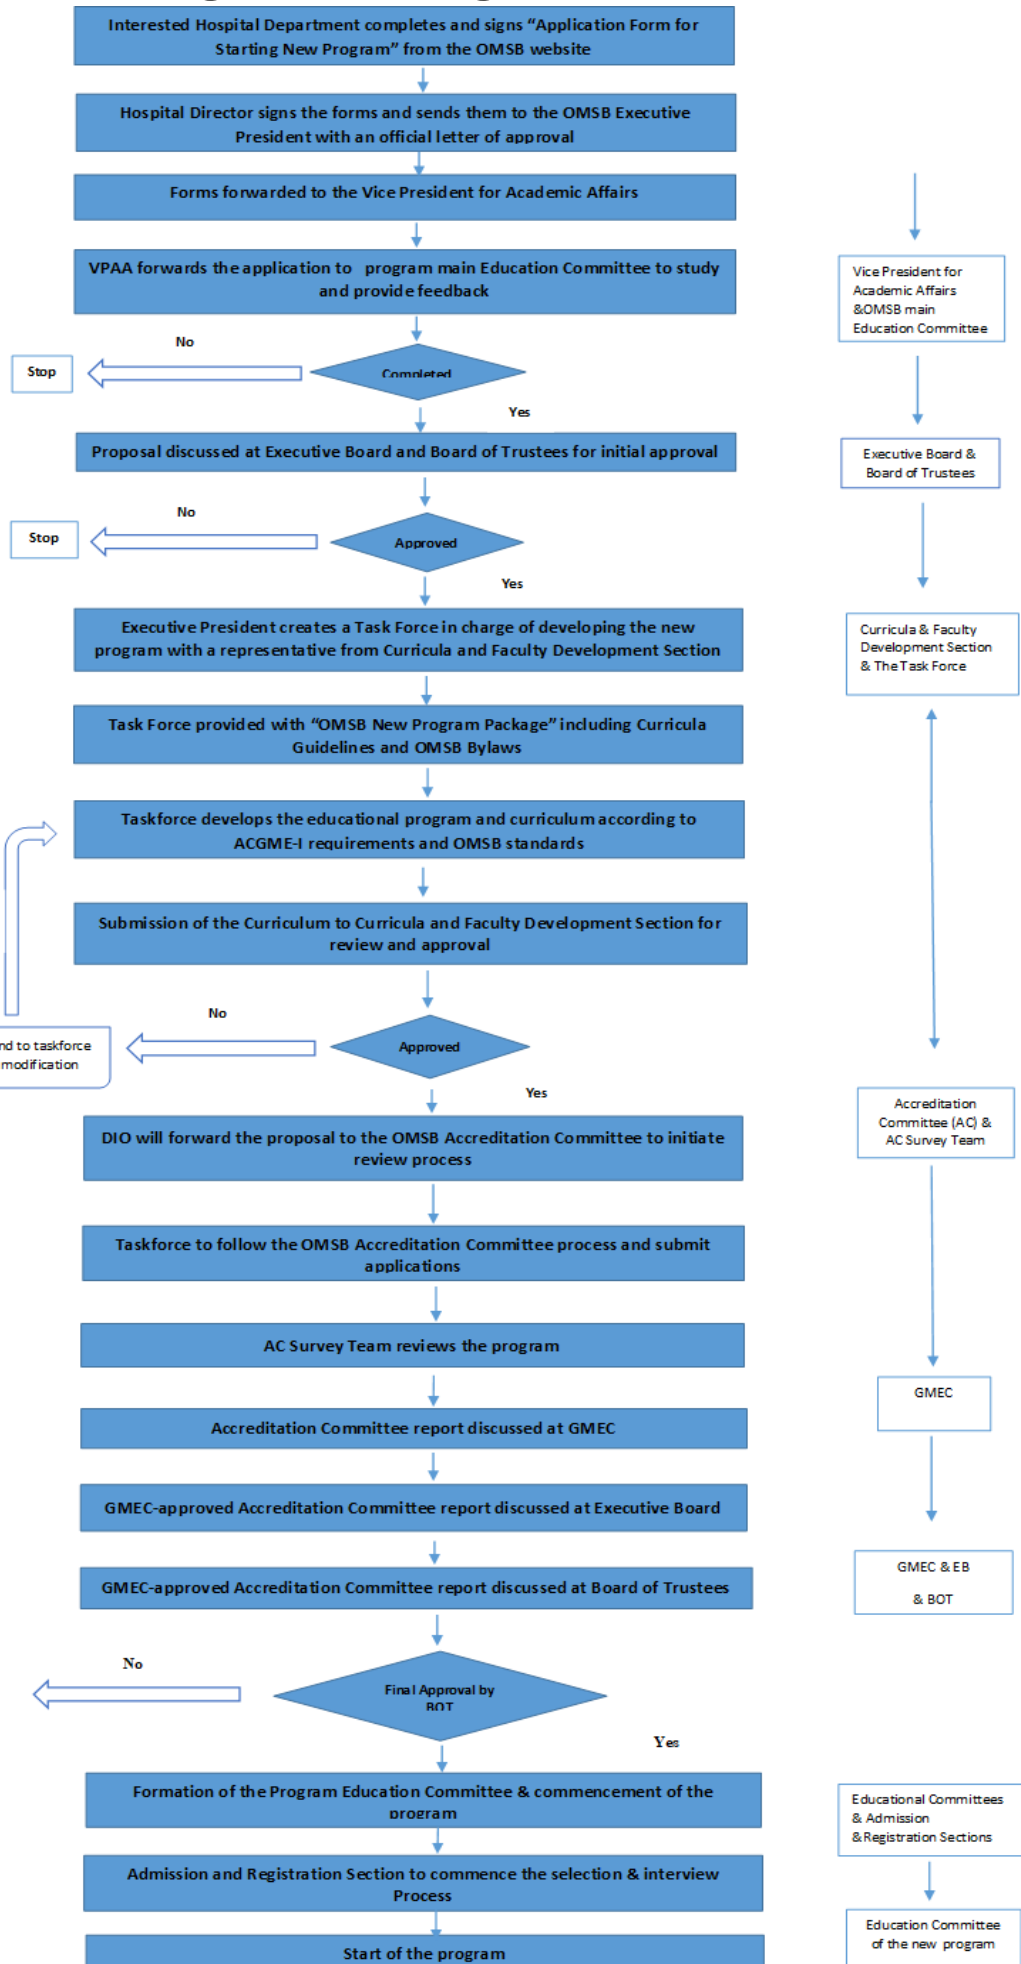 Interested Hospital Department completes and signs “Application Form for
Starting New Program” from the OMSB website
Hospital Director signs the forms and sends them to the OMSB Executive
President with an official letter of approval
Forms forwarded to the Vice President for Academic Affairs
VPAA forwards the application to program main Education Committee to study
and provide feedback
Vice President for
Academic Affairs
&OMSB main
Education Committee
No
Stop
Completed
Yes
Proposal discussed at Executive Board and Board of Trustees for initial approval
Executive Board &
Board of Trustees
No
Stop
Approved
Yes
Executive President creates a Task Force in charge of developing the new
program with a representative from Curricula and Faculty Development Section
Curricula & Faculty
Development Section
& The Task Force
Task Force provided with “OMSB New Program Package” including Curricula
Guidelines and OMSB Bylaws
Taskforce develops the educational program and curriculum according to
ACGME-I requirements and OMSB standards
Submission of the Curriculum to Curricula and Faculty Development Section for
review and approval
No
to taskforce
modification
Approved
Yes
DIO will forward the proposal to the OMSB Accreditation Committee to initiate
review process
Accreditation
Committee (AC) &
AC Survey Team
Taskforce to follow the OMSB Accreditation Committee process and submit
applications
AC Survey Team reviews the program
GMEC
Accreditation Committee report discussed at GMEC
GMEC-approved Accreditation Committee report discussed at Executive Board
GMEC-approved Accreditation Committee report discussed at Board of Trustees
GMEC & EB
& BOT
No
Final Approval by
BOT
Yes
Formation of the Program Education Committee & commencement of the
program
Educational Committees
& Admission
&Registration Sections
Admission and Registration Section to commence the selection & interview
Process
Start of the program
Education Committee
of the new program